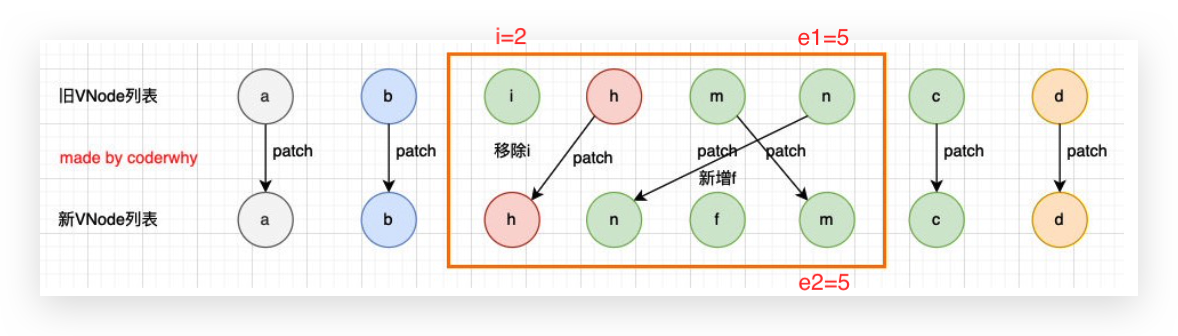 i=2 e1=5
旧VNode列表 a b i h m n c d
made by coderwhy patch patch 移除i patch patch patch patch patch
新增f
新VNode列表 a b h n f m c d
e2=5